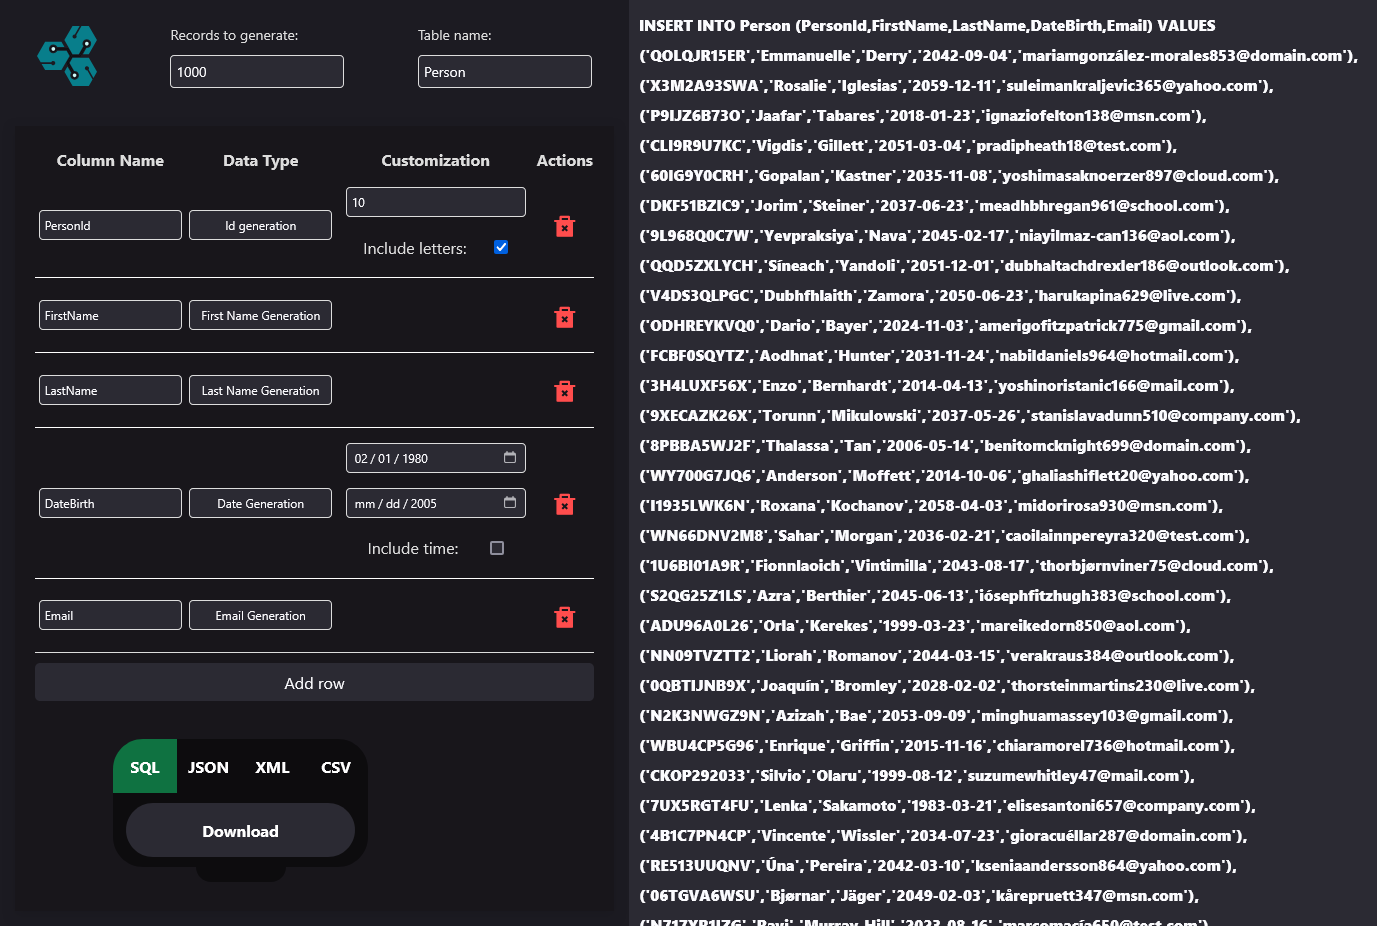 Records to generate:
Table name:
1000
Person
Column Name
Data Type
Customization
Actions
PersonId
Id generation
10
Include letters:
FirstName
First Name Generation
LastName
Last Name Generation
DateBirth
Date Generation
02 / 01 / 1980
mm / dd / 2005
Include time:
Email
Email Generation
Add row
SQL
JSON
XML
CSV
Download
INSERT INTO Person (PersonId,FirstName,LastName,DateBirth,Email) VALUES
('QOLQJR15ER','Emmanuelle','Derry','2042-09-04','mariamgonzález-morales853@domain.com'),
('X3M2A93SWA','Rosalie','Iglesias','2059-12-11','suleimankraljevic365@yahoo.com'),
('P9IJZ6B73O','Jaafar','Tabares','2018-01-23','ignaziofelton138@msn.com'),
('CLI9R9U7KC','Vigdis','Gillett','2051-03-04','pradipheath18@test.com'),
('60IG9Y0CRH','Gopalan','Kastner','2035-11-08','yoshimasaknoerzer897@cloud.com'),
('DKF51BZIC9','Jorim','Steiner','2037-06-23','meadhbhregan961@school.com'),
('9L968Q0C7W','Yevpraksiya','Nava','2045-02-17','niayilmaz-can136@aol.com'),
('QQD5ZXLYCH','Síneach','Yandoli','2051-12-01','dubhaltachdrexler186@outlook.com'),
('V4DS3QLPGC','Dubhfhlaith','Zamora','2050-06-23','harukapina629@live.com'),
('ODHREYKVQ0','Dario','Bayer','2024-11-03','amerigofitzpatrick775@gmail.com'),
('FCBF0SQYTZ','Aodhnat','Hunter','2031-11-24','nabildaniels964@hotmail.com'),
('3H4LUXF56X','Enzo','Bernhardt','2014-04-13','yoshinoristanic166@mail.com'),
('9XECAZK26X','Torunn','Mikulowski','2037-05-26','stanislavadunn510@company.com'),
('8PBBA5WJ2F','Thalassa','Tan','2006-05-14','benitomcknight699@domain.com'),
('WY700G7JQ6','Anderson','Moffett','2014-10-06','ghaliashiflett20@yahoo.com'),
('I1935LWK6N','Roxana','Kochanov','2058-04-03','midorirosa930@msn.com'),
('WN66DNV2M8','Sahar','Morgan','2036-02-21','caoilainnpereyra320@test.com'),
('1U6BI01A9R','Fionnlaoich','Vintimilla','2043-08-17','thorbjørnviner75@cloud.com'),
('S2QG25Z1LS','Azra','Berthier','2045-06-13','iósephfitzhugh383@school.com'),
('ADU96A0L26','Orla','Kerekes','1999-03-23','mareikedorn850@aol.com'),
('NN09TVZTT2','Liorah','Romanov','2044-03-15','verakraus384@outlook.com'),
('0QBTIJNB9X','Joaquín','Bromley','2028-02-02','thorsteinmartins230@live.com'),
('N2K3NWGZ9N','Azizah','Bae','2053-09-09','minghuamassey103@gmail.com'),
('WBU4CP5G96','Enrique','Griffin','2015-11-16','chiaramorel736@hotmail.com'),
('CKOP292033','Silvio','Olaru','1999-08-12','suzumewhitley47@mail.com'),
('7UX5RGT4FU','Lenka','Sakamoto','1983-03-21','elisesantoni657@company.com'),
('4B1C7PN4CP','Vincente','Wissler','2034-07-23','gioracuéllar287@domain.com'),
('RE513UUQNV','Úna','Pereira','2042-03-10','kseniaandersson864@yahoo.com'),
('06TGVA6WSU','Bjørnar','Jäger','2049-02-03','kårepruett347@msn.com'),
('N717YR1IZG','Ravi','Murray-Hill','2023-08-16','marcomacía650@test.com'),